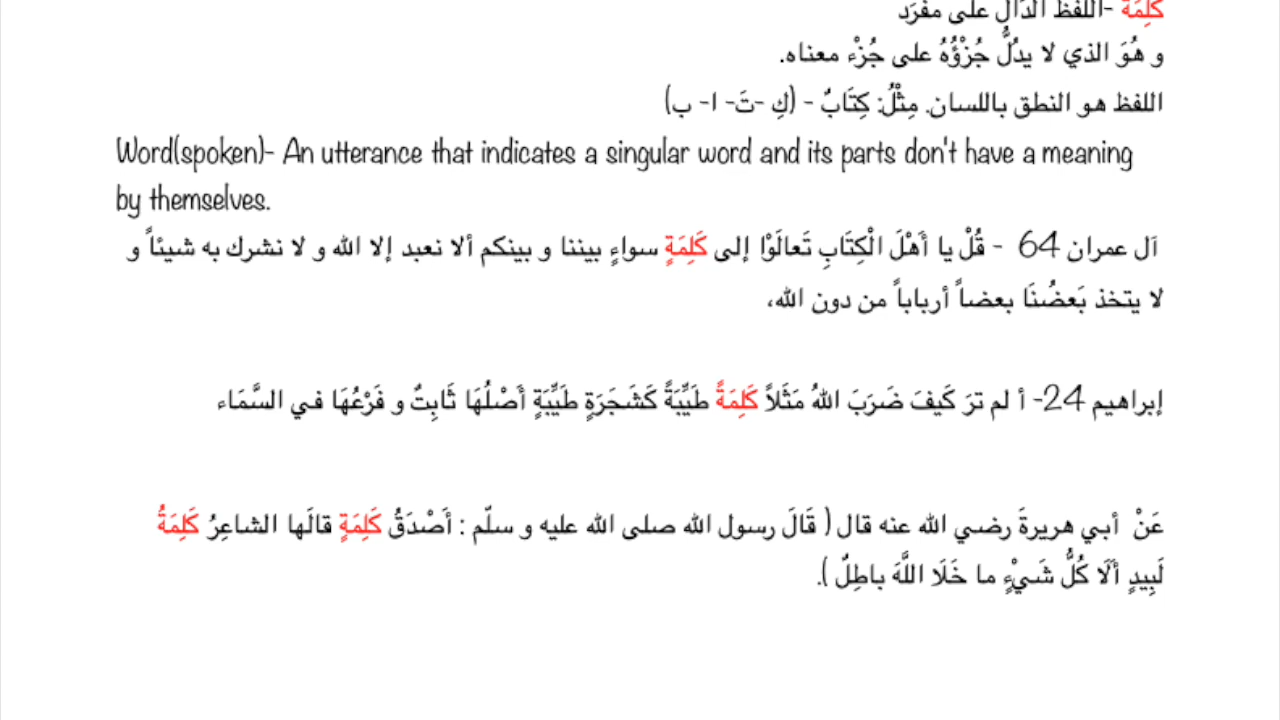 كَلِمَة -اللفظ الدَال على مفْرَد
و هُوَ الذي لا يدُلُّ جُزْؤُهُ على جُزْء معناه.
اللفظ هو النطق باللسان. مِثْلُ: كِتَابٌ - (كِ -تَ- ا- ب)
Word(spoken)- An utterance that indicates a singular word and its parts don't have a meaning
by themselves.
آل عمران 64 - قُلْ يا أَهْلَ الْكِتَابِ تَعالَوْا إلى كَلِمَةٍ سواءٍ بيننا و بينكم ألا نعبد إلا الله و لا نشرك به شيئاً و
لا يتخذ بَعضُنَا بعضاً أرباباً من دون الله،
إبراهيم 24- أ لم ترَ كَيفَ ضَرَبَ اللهُ مَثَلاً كَلِمَةً طَيِّبَةً كَشَجَرَةٍ طَيِّبَةٍ أَصْلُهَا ثَابِتٌ و فَرْعُهَا في السَّمَاء
عَنْ أبي هريرةَ رضي الله عنه قال ( قَالَ رسول الله صلى الله عليه و سلّم : أَصْدَقُ كَلِمَةٍ قالَها الشاعِرُ كَلِمَةُ
لَبِيدٍ أَلَا كُلُّ شَيْءٍ ما خَلَا اللَّهَ باطِلٌ ).